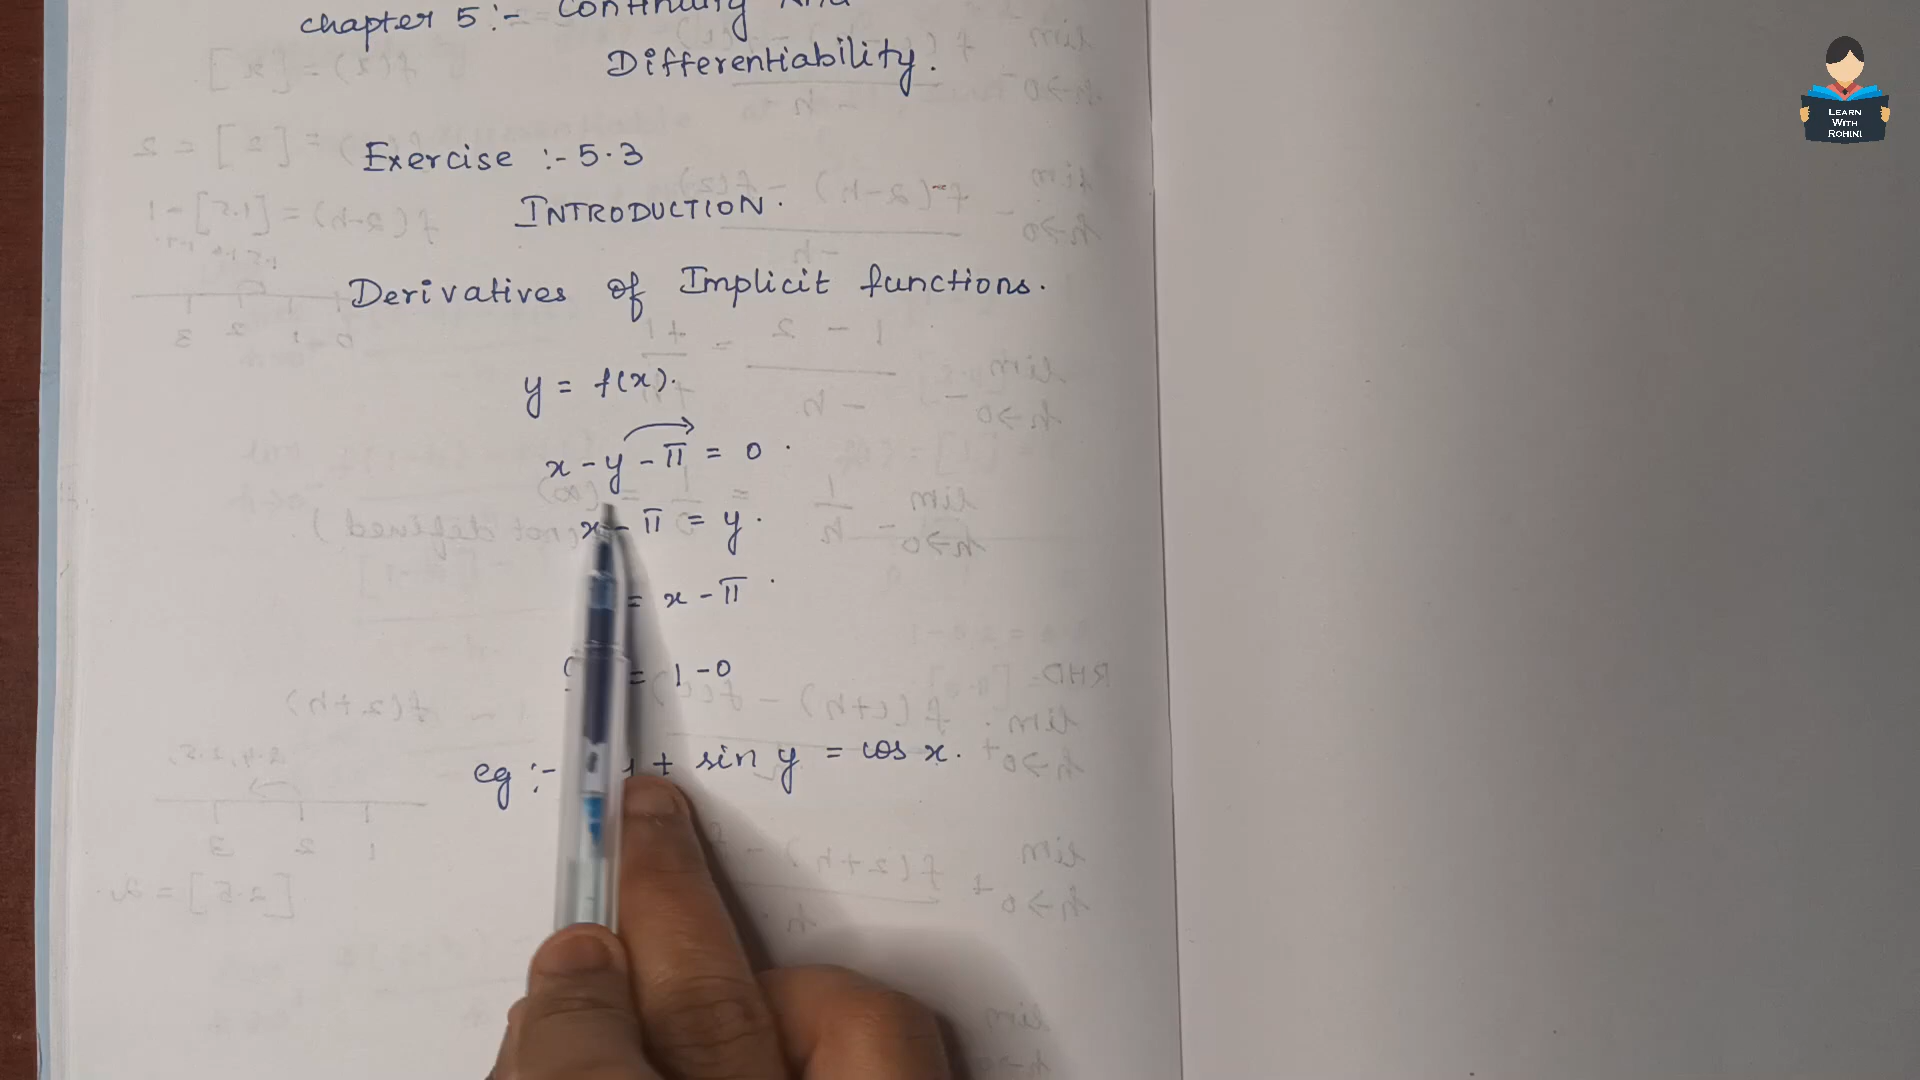 chapter 5:- Continuity And
Differentiability.
Exercise :- 5.3
INTRODUCTION.
Derivatives of Implicit functions.
y = f(x).
x - y - π = 0.
x - π = y.
= x - π
= 1 - 0
eg :- + sin y = cos x.
LEARN
WITH
ROHINI